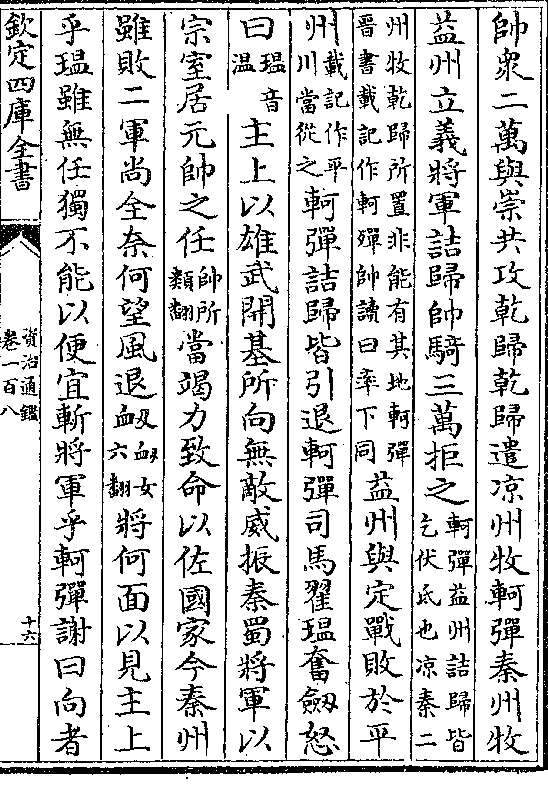 帥衆二萬與崇共攻乾歸乾歸遣凉州牧軻彈秦州牧
益州立義將軍詰歸帥騎三萬拒之軻彈益州詰歸皆乞伏氏也凉秦二
州牧乾歸所置非能有其地軻彈晉書載記作軻殫帥讀曰率下同益州與定戰敗於平
州載記作平川當從之軻彈詰歸皆引退軻彈司馬翟瑥奮劔怒
曰瑥音温主上以雄武開基所向無敵威振秦蜀將軍以
宗室居元帥之任帥所類翻當竭力致命以佐國家今秦州
雖敗二軍尚全奈何望風退衂衂女六翻將何面以見主上
乎瑥雖無任獨不能以便宜斬將軍乎軻彈謝曰向者
欽定四庫全書
資治通鑑
卷一百八
十六